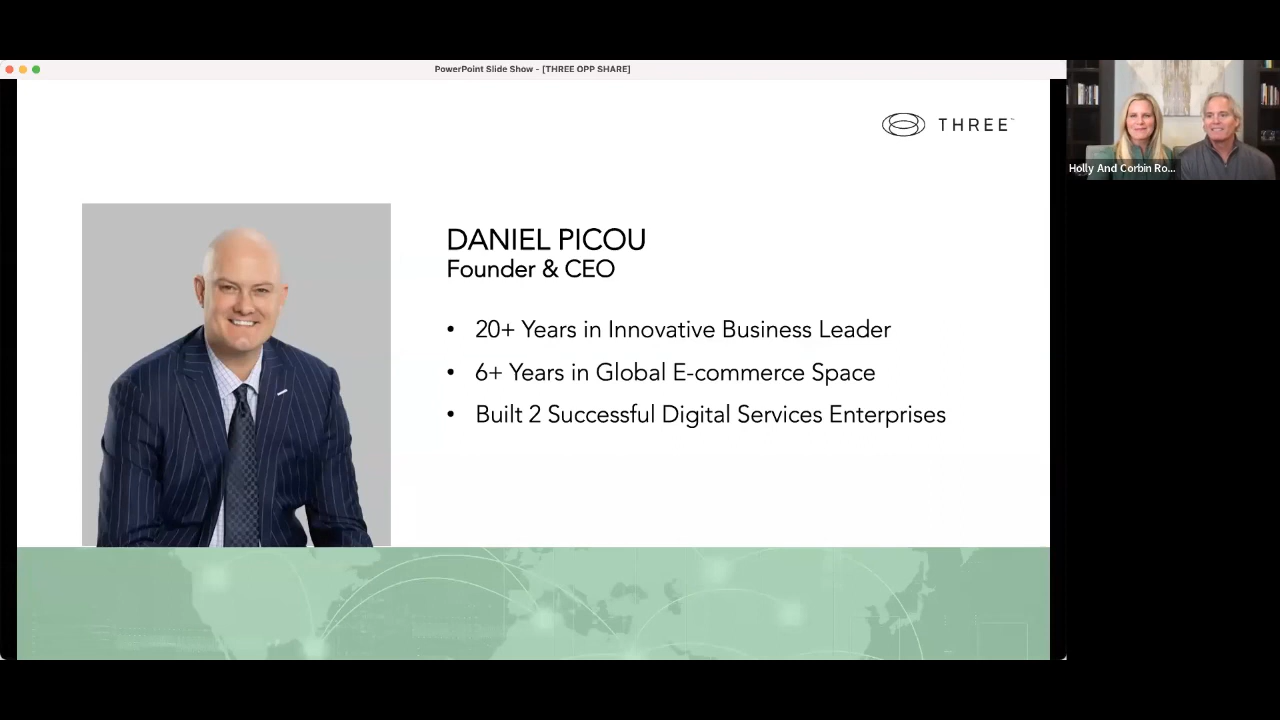 PowerPoint Slide Show - [THREE OPP SHARE]
THREE™
Holly And Corbin Ro...
DANIEL PICOU
Founder & CEO
• 20+ Years in Innovative Business Leader
• 6+ Years in Global E-commerce Space
• Built 2 Successful Digital Services Enterprises